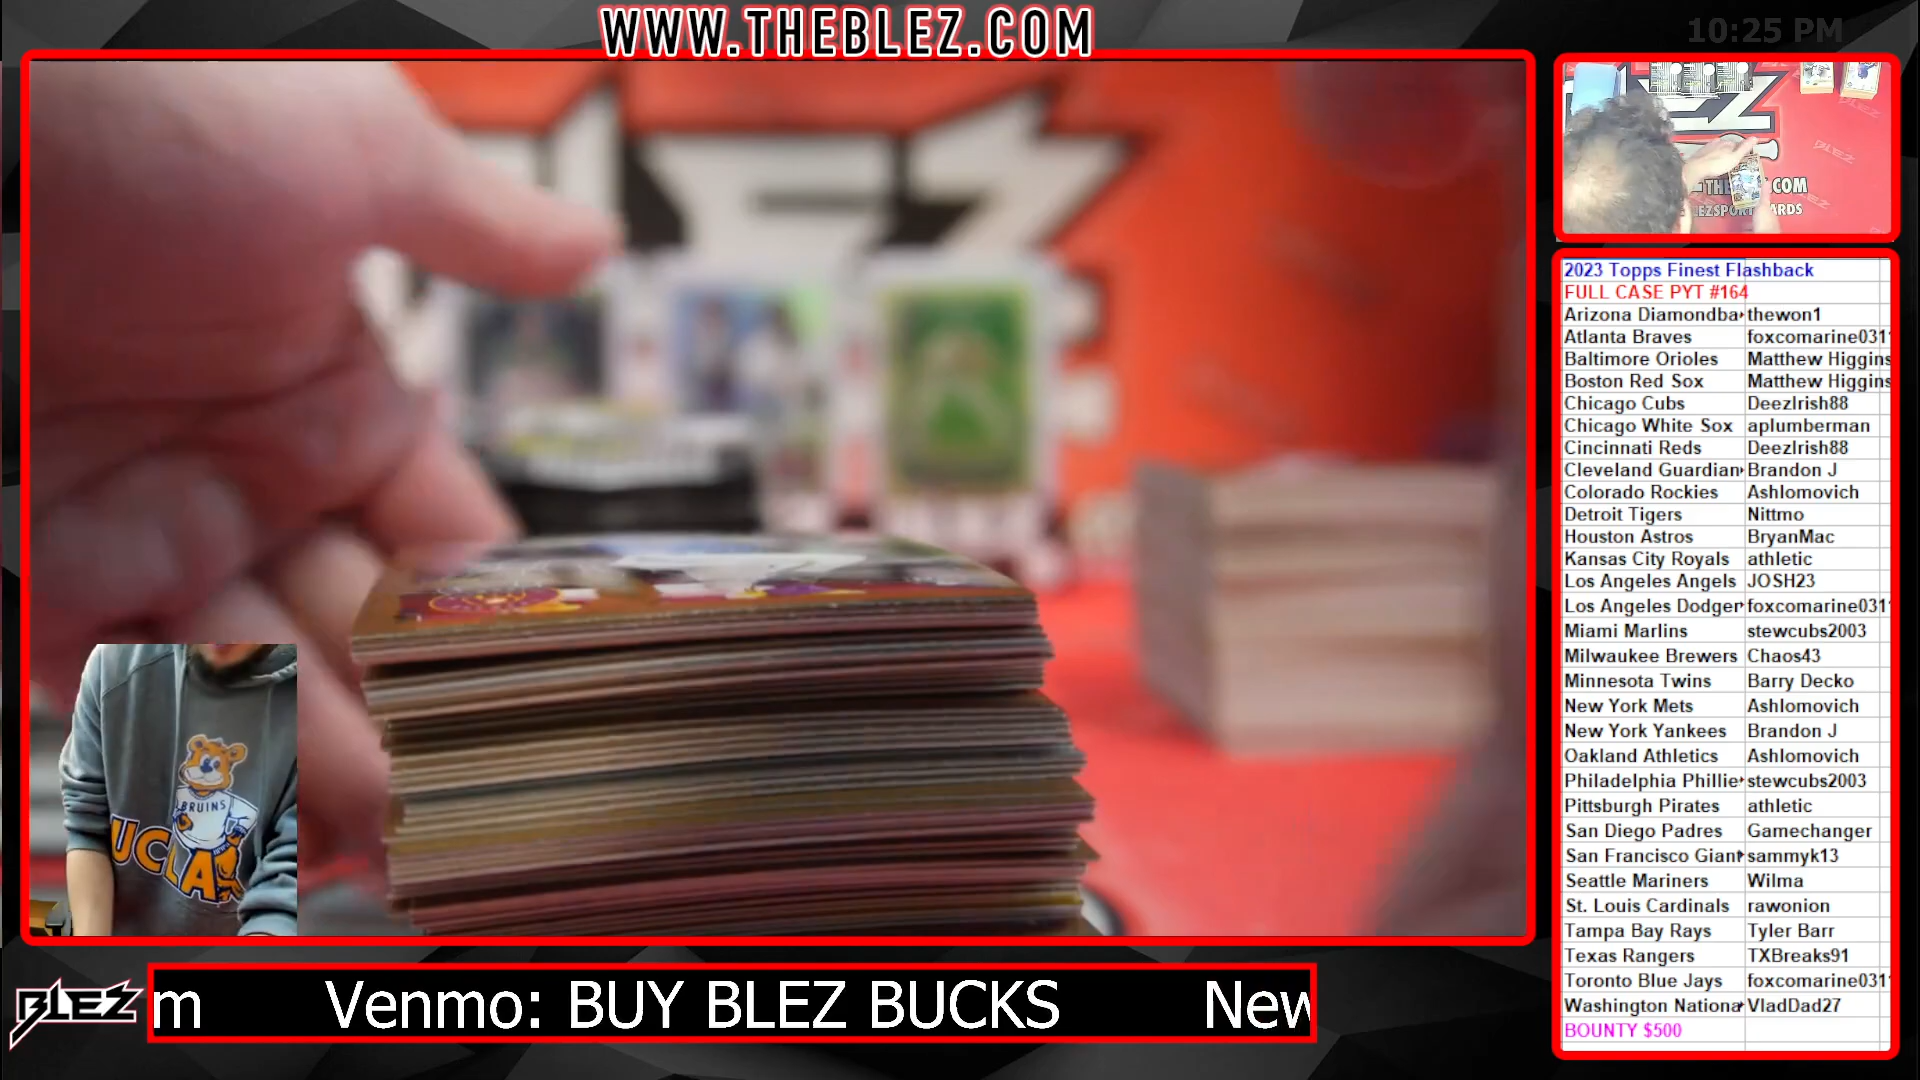 WWW.THEBLEZ.COM
10:25 PM
BLEZ
COM
2023 Topps Finest Flashback
FULL CASE PYT #164
Arizona Diamondba thewon1
Atlanta Braves foxcomarine031
Baltimore Orioles Matthew Higgins
Boston Red Sox Matthew Higgins
Chicago Cubs DeezIrish88
Chicago White Sox aplumberman
Cincinnati Reds DeezIrish88
Cleveland Guardian Brandon J
Colorado Rockies Ashlomovich
Detroit Tigers Nittmo
Houston Astros BryanMac
Kansas City Royals athletic
Los Angeles Angels JOSH23
Los Angeles Dodger foxcomarine031
Miami Marlins stewcubs2003
Milwaukee Brewers Chaos43
Minnesota Twins Barry Decko
New York Mets Ashlomovich
New York Yankees Brandon J
Oakland Athletics Ashlomovich
Philadelphia Phillie stewcubs2003
Pittsburgh Pirates athletic
San Diego Padres Gamechanger
San Francisco Giant sammyk13
Seattle Mariners Wilma
St. Louis Cardinals rawonion
Tampa Bay Rays Tyler Barr
Texas Rangers TXBreaks91
Toronto Blue Jays foxcomarine031
Washington Nationa VladDad27
BOUNTY $500
BRUINS
UCLA
BLEZ
m Venmo: BUY BLEZ BUCKS New